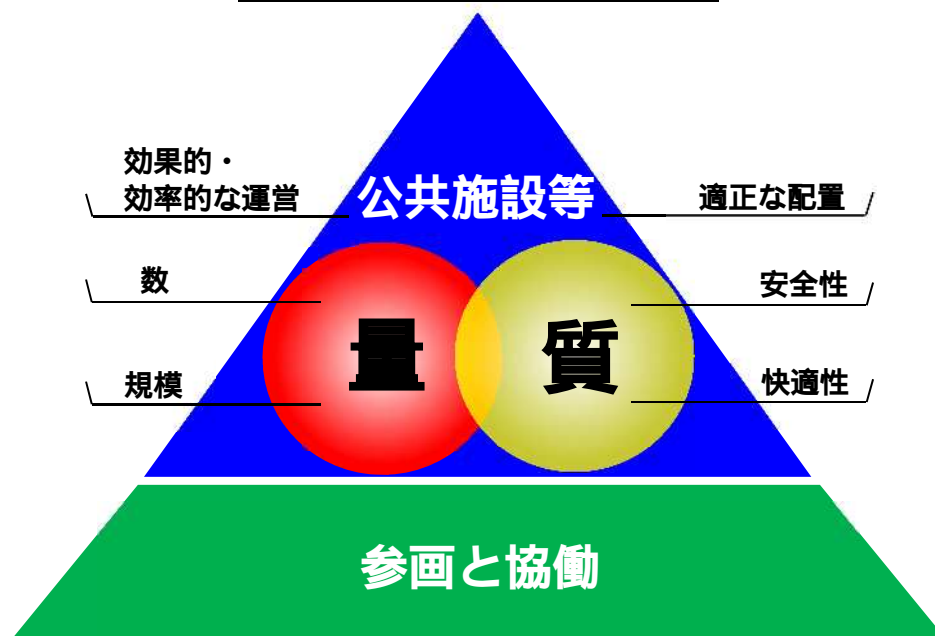 効果的・
効率的な運営
公共施設等
適正な配置
数
安全性
量
質
規模
快適性
参画と協働